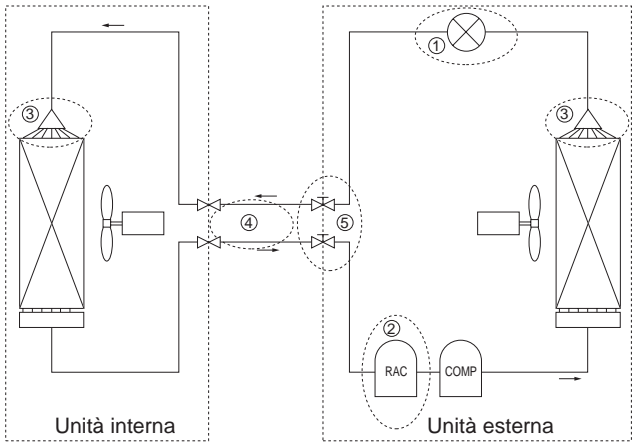 ①
③
③
④
⑤
②
RAC
COMP
Unità interna
Unità esterna